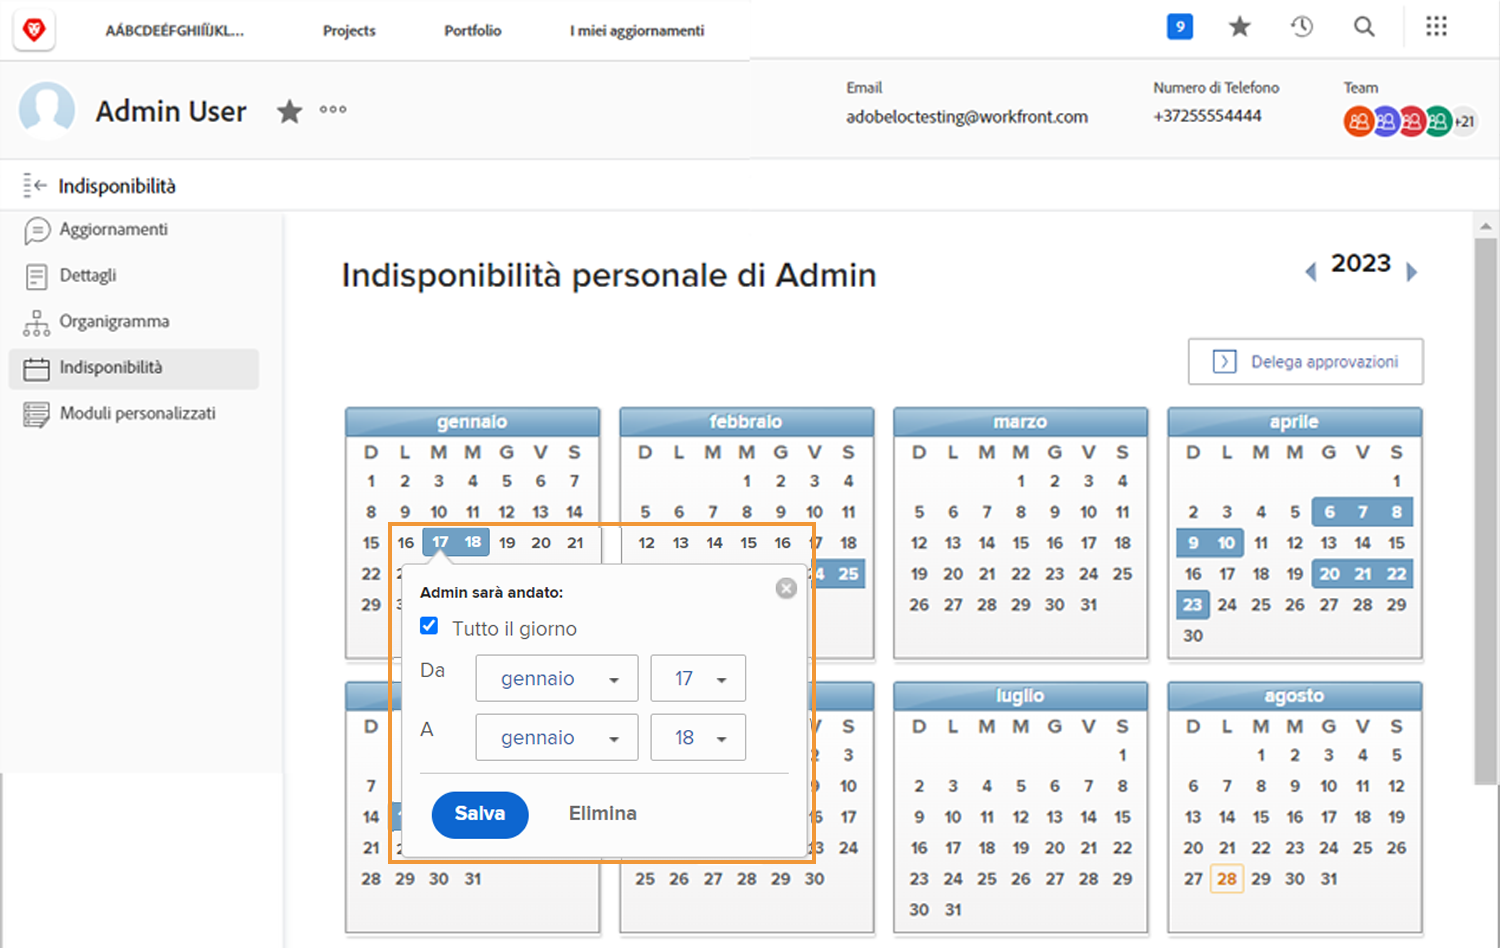 AÁBCDEÉFGHIÍÏJKL...
Projects
Portfolio
I miei aggiornamenti
9
Admin User
Email
adobeloctesting@workfront.com
Numero di Telefono
+37255554444
Team
+21
Indisponibilità
Aggiornamenti
Dettagli
Organigramma
Indisponibilità
Moduli personalizzati
Indisponibilità personale di Admin
2023
Delega approvazioni
gennaio
D L M M G V S
1 2 3 4 5 6 7
8 9 10 11 12 13 14
15 16 17 18 19 20 21
22
29
febbraio
D L M M G V S
1 2 3 4
5 6 7 8 9 10 11
12 13 14 15 16 17 18
25
marzo
D L M M G V S
1 2 3 4
5 6 7 8 9 10 11
12 13 14 15 16 17 18
19 20 21 22 23 24 25
26 27 28 29 30 31
aprile
D L M M G V S
1
2 3 4 5 6 7 8
9 10 11 12 13 14 15
16 17 18 19 20 21 22
23 24 25 26 27 28 29
30
Admin sarà andato:
Tutto il giorno
Da gennaio 17
A gennaio 18
Salva Elimina
D
7
14
21
28 29 30 31
V S
2 3
9 10
16 17
23 24
25 26 27 28 29 30
luglio
D L M M G V S
1
2 3 4 5 6 7 8
9 10 11 12 13 14 15
16 17 18 19 20 21 22
23 24 25 26 27 28 29
30 31
agosto
D L M M G V S
1 2 3 4 5
6 7 8 9 10 11 12
13 14 15 16 17 18 19
20 21 22 23 24 25 26
27 28 29 30 31